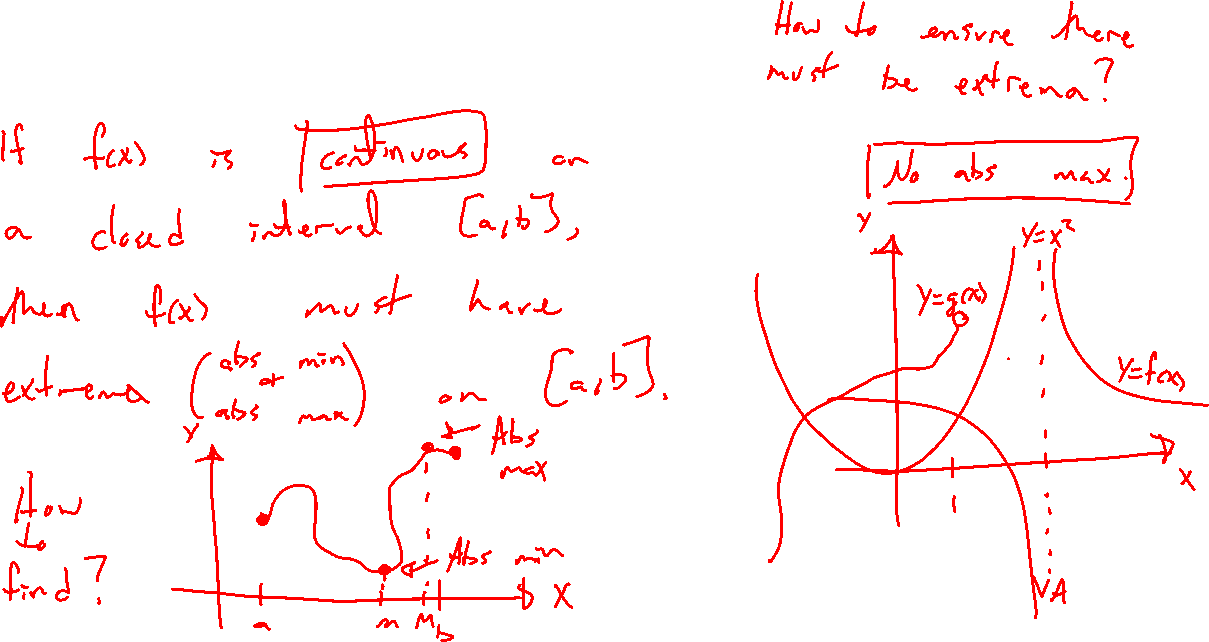 How to ensure there
must be extrema?
If f(x) is continuous on
a closed interval [a,b],
then f(x) must have
extrema (abs min or abs max) on [a,b].
How to
find?
Y
Abs
max
Abs min
X
a
m
M
b
No abs max.
Y
Y=x²
Y=g(x)
Y=f(x)
X
1
VA